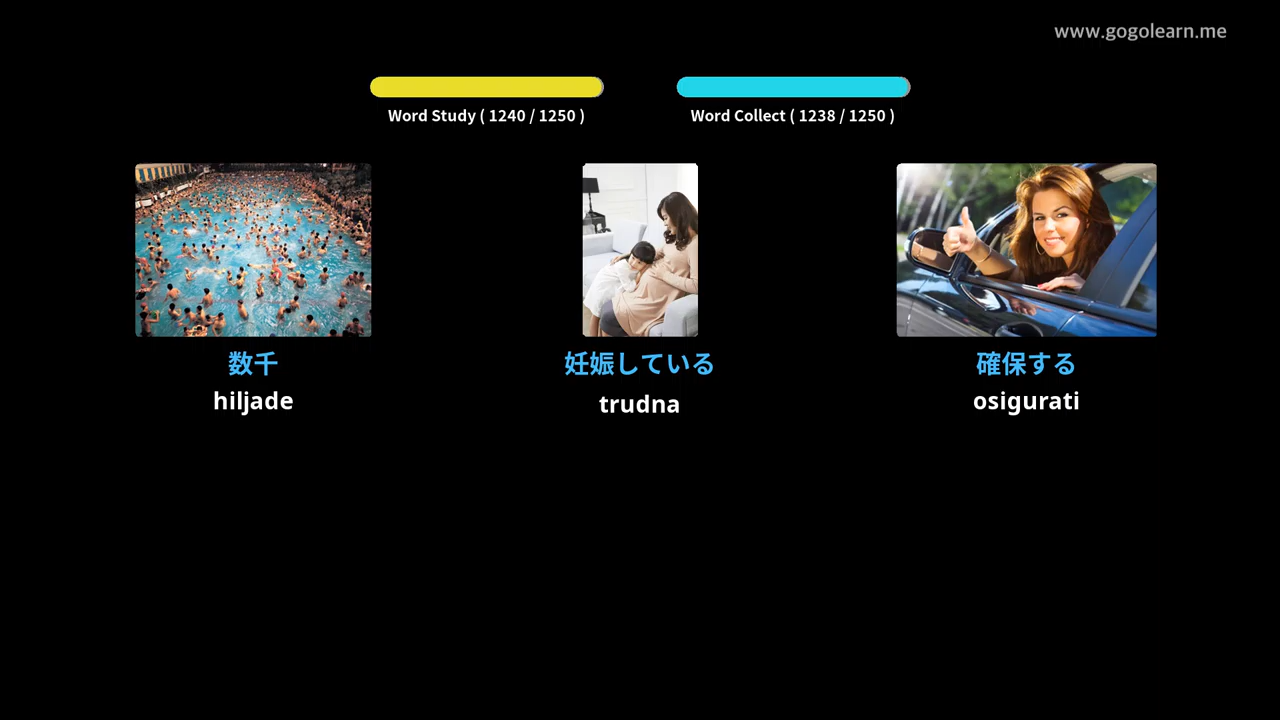 www.gogolearn.me
Word Study ( 1240 / 1250 )
Word Collect ( 1238 / 1250 )
数千
hiljade
妊娠している
trudna
確保する
osigurati